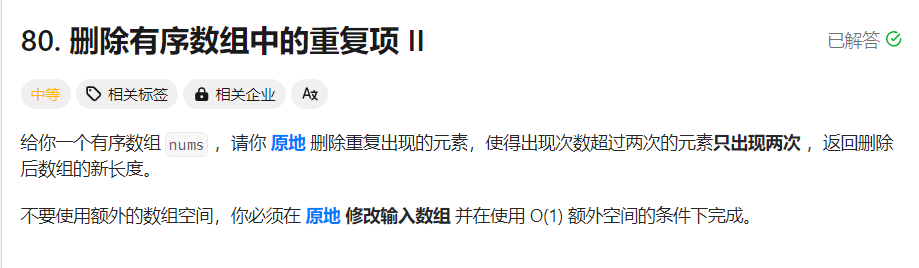 80. 删除有序数组中的重复项 II
已解答
中等 相关标签 相关企业
给你一个有序数组 nums ，请你 原地 删除重复出现的元素，使得出现次数超过两次的元素只出现两次 ，返回删除
后数组的新长度。
不要使用额外的数组空间，你必须在 原地 修改输入数组 并在使用 O(1) 额外空间的条件下完成。